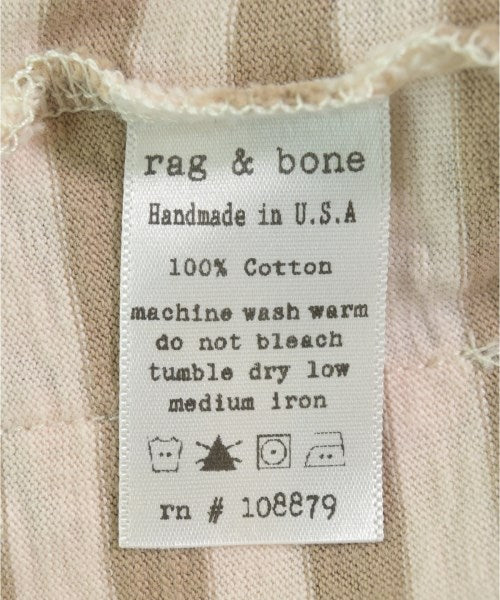 rag & bone
Handmade in U.S.A
100% Cotton
machine wash warm
do not bleach
tumble dry low
medium iron
rn # 108879